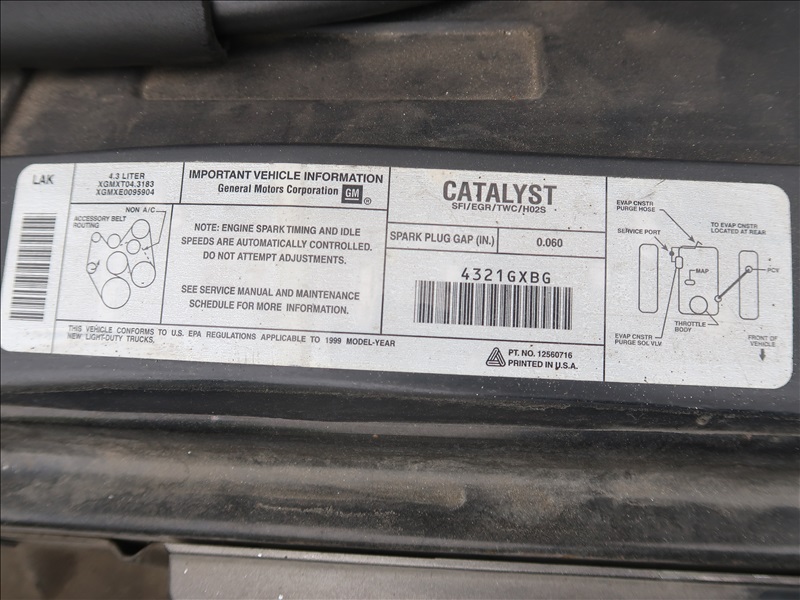 LAK
4.3 LITER
XGMXT04.3183
XGMXE0095904
NON A/C
ACCESSORY BELT
ROUTING
IMPORTANT VEHICLE INFORMATION
General Motors Corporation GM ®
NOTE: ENGINE SPARK TIMING AND IDLE
SPEEDS ARE AUTOMATICALLY CONTROLLED.
DO NOT ATTEMPT ADJUSTMENTS.
SEE SERVICE MANUAL AND MAINTENANCE
SCHEDULE FOR MORE INFORMATION.
THIS VEHICLE CONFORMS TO U.S. EPA REGULATIONS APPLICABLE TO 1999 MODEL-YEAR
NEW LIGHT-DUTY TRUCKS.
CATALYST
SFI/EGR/TWC/HO2S
SPARK PLUG GAP (IN.) 0.060
4321GXBG
PT. NO. 12560716
PRINTED IN U.S.A.
EVAP CNSTR
PURGE HOSE
TO EVAP CNSTR
LOCATED AT REAR
SERVICE PORT
MAP
PCV
THROTTLE
BODY
EVAP CNSTR
PURGE SOL VLV
FRONT OF
VEHICLE